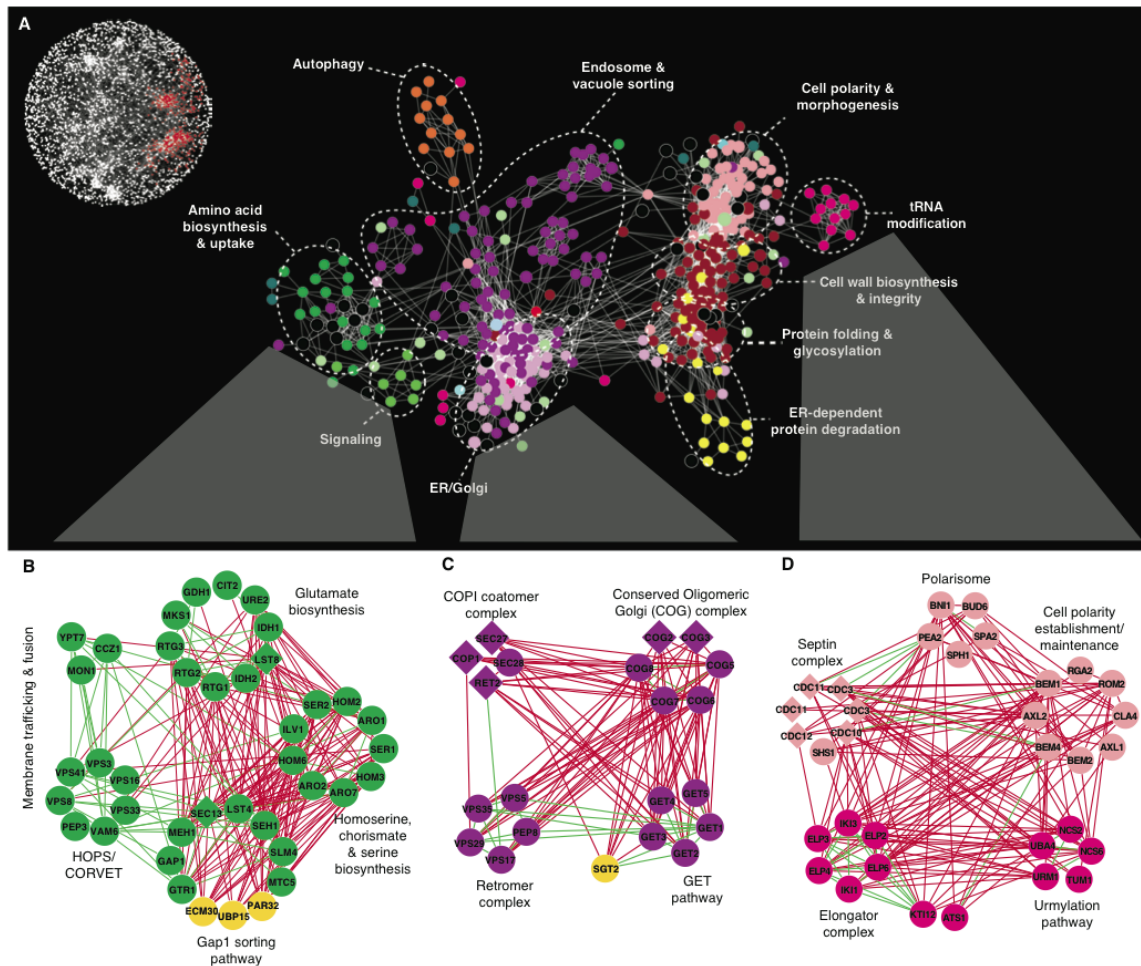 A
Autophagy
Endosome &
vacuole sorting
Cell polarity &
morphogenesis
Amino acid
biosynthesis
& uptake
tRNA
modification
Cell wall biosynthesis
& integrity
Protein folding &
glycosylation
ER-dependent
protein degradation
Signaling
ER/Golgi
B
Membrane trafficking & fusion
Glutamate
biosynthesis
CIT2
GDH1
URE2
MKS1
IDH1
YPT7
CCZ1
RTG3
LST8
MON1
RTG2
IDH2
RTG1
SER2
HOM2
ARO1
ILV1
SER1
VPS3
HOM6
VPS41
VPS16
HOM3
ARO2
ARO7
VPS8
VPS33
SEC13
LST4
PEP3
VAM6
MEH1
SEH1
Homoserine,
chorismate
& serine
biosynthesis
HOPS/
CORVET
GAP1
SLM4
GTR1
MTC5
ECM30
UBP15
PAR32
Gap1 sorting
pathway
C
COPI coatomer
complex
Conserved Oligomeric
Golgi (COG) complex
SEC27
COG2
COG3
COP1
SEC28
COG8
COG5
RET2
COG7
COG6
VPS35
VPS5
GET4
GET5
VPS29
PEP8
GET3
GET1
VPS17
SGT2
GET2
Retromer
complex
GET
pathway
D
Polarisome
BNI1
BUD6
Cell polarity
establishment/
maintenance
PEA2
SPA2
SPH1
Septin
complex
RGA2
CDC11
CDC3
BEM1
ROM2
CDC11
CDC3
AXL2
CLA4
CDC12
CDC10
SHS1
BEM4
AXL1
BEM2
IKI3
NCS2
ELP3
ELP2
UBA4
NCS6
ELP4
ELP6
URM1
TUM1
IKI1
KTI12
ATS1
Elongator
complex
Urmylation
pathway